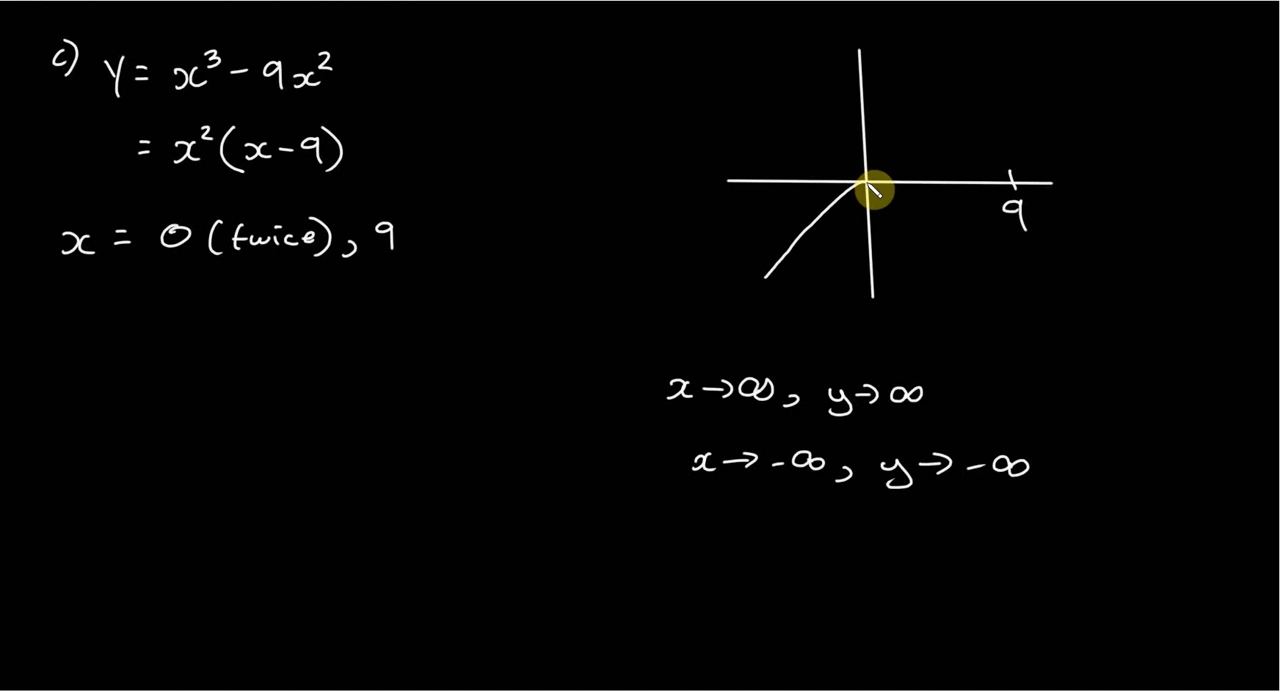 c) y = x³ - 9x²
= x²(x-9)
x = 0 (twice), 9
9
x → ∞, y → ∞
x → -∞, y → -∞